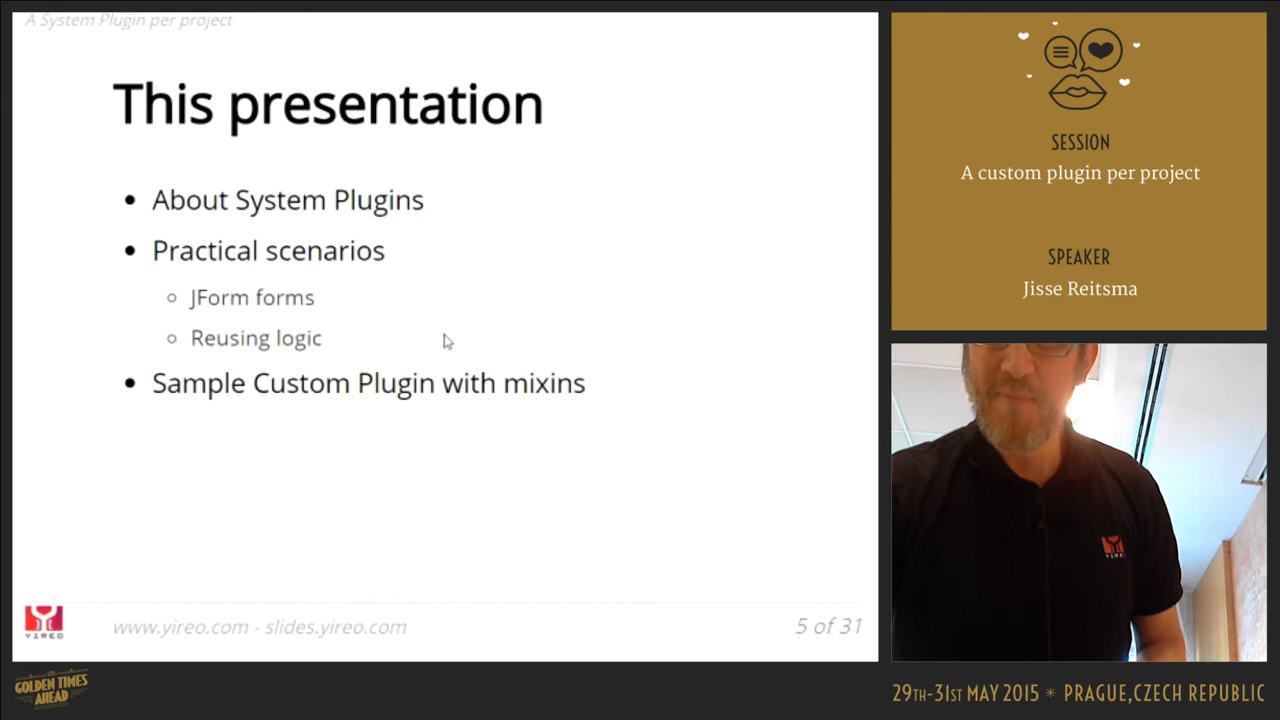 A System Plugin per project
This presentation
About System Plugins
Practical scenarios
JForm forms
Reusing logic
Sample Custom Plugin with mixins
YIREO
www.yireo.com - slides.yireo.com
5 of 31
SESSION
A custom plugin per project
SPEAKER
Jisse Reitsma
YIREO
GOLDEN TIMES
AHEAD
29TH-31ST MAY 2015 * PRAGUE,CZECH REPUBLIC